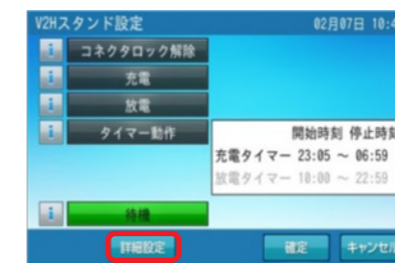 V2Hスタンド設定 02月07日 10:4
i コネクタロック解除
i 充電
i 放電
i タイマー動作
開始時刻 停止時刻
充電タイマー 23:05 ～ 06:59
放電タイマー 10:00 ～ 22:59
i 待機
詳細設定 確定 キャンセル